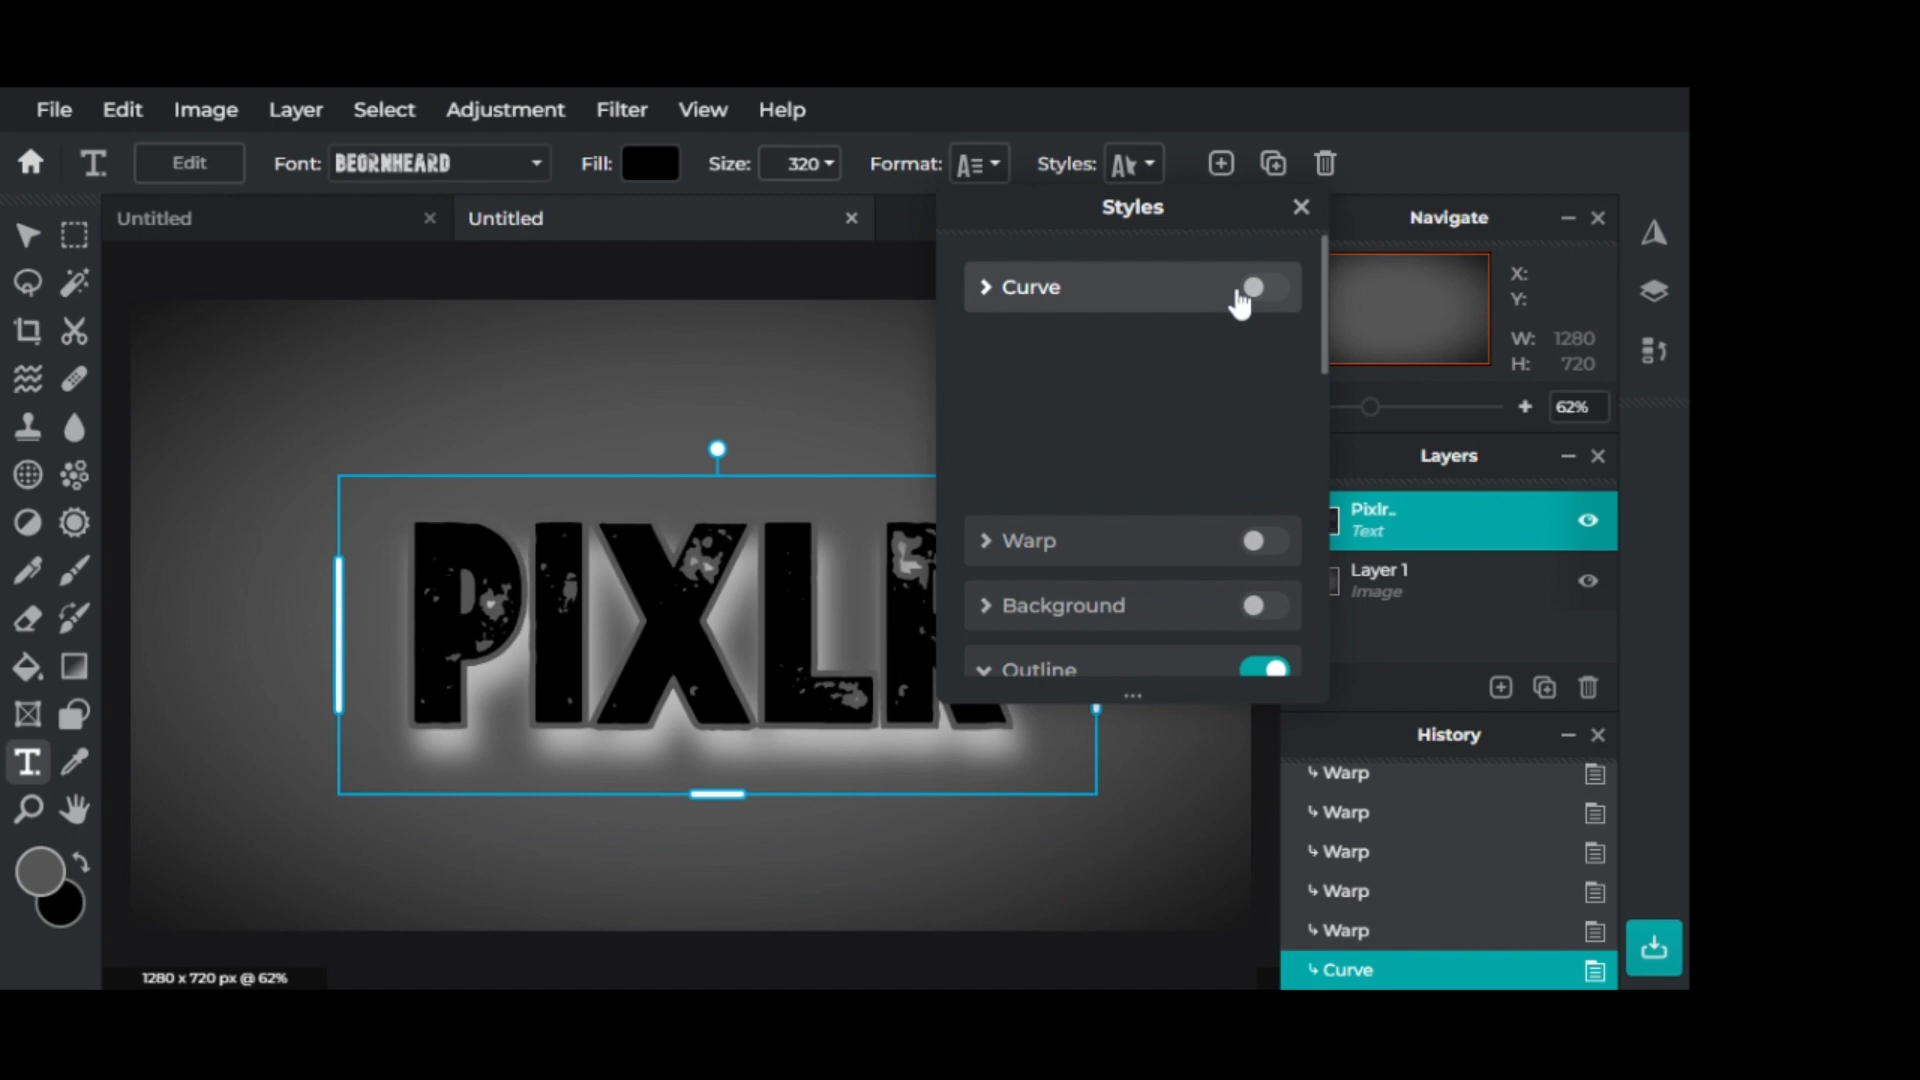 File Edit Image Layer Select Adjustment Filter View Help
T. Edit Font: BEORNHEARD Fill: Size: 320 Format: A Styles: A
Untitled
Untitled
Styles
Curve
Warp
Background
Outline
...
PIXLR
Navigate
X:
Y:
W: 1280
H: 720
62%
Layers
Pixlr..
Text
Layer 1
Image
History
Warp
Warp
Warp
Warp
Warp
Curve
T.
1280 x 720 px @ 62%